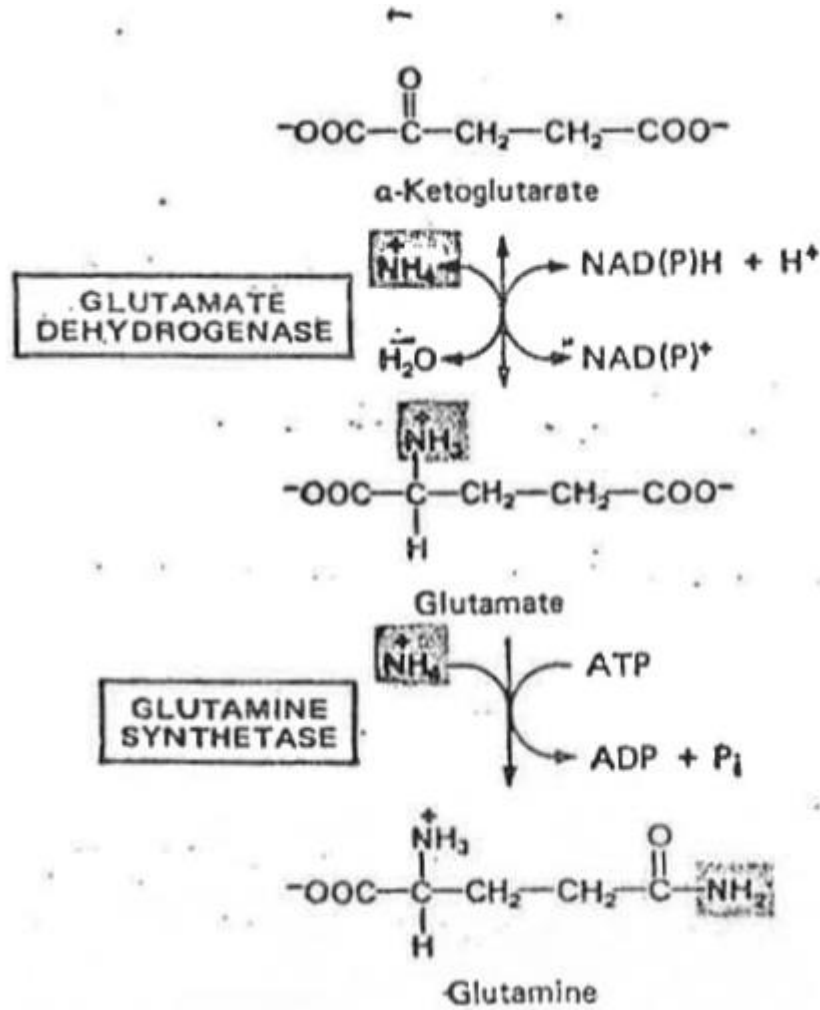 O
||
⁻OOC—C—CH₂—CH₂—COO⁻
α-Ketoglutarate
⁺NH₄ NAD(P)H + H⁺
GLUTAMATE
DEHYDROGENASE
H₂O NAD(P)⁺
⁺NH₃
⁻OOC—C—CH₂—CH₂—COO⁻
H
Glutamate
⁺NH₄ ATP
GLUTAMINE
SYNTHETASE
ADP + Pi
⁺NH₃ O
⁻OOC—C—CH₂—CH₂—C—NH₂
H
Glutamine